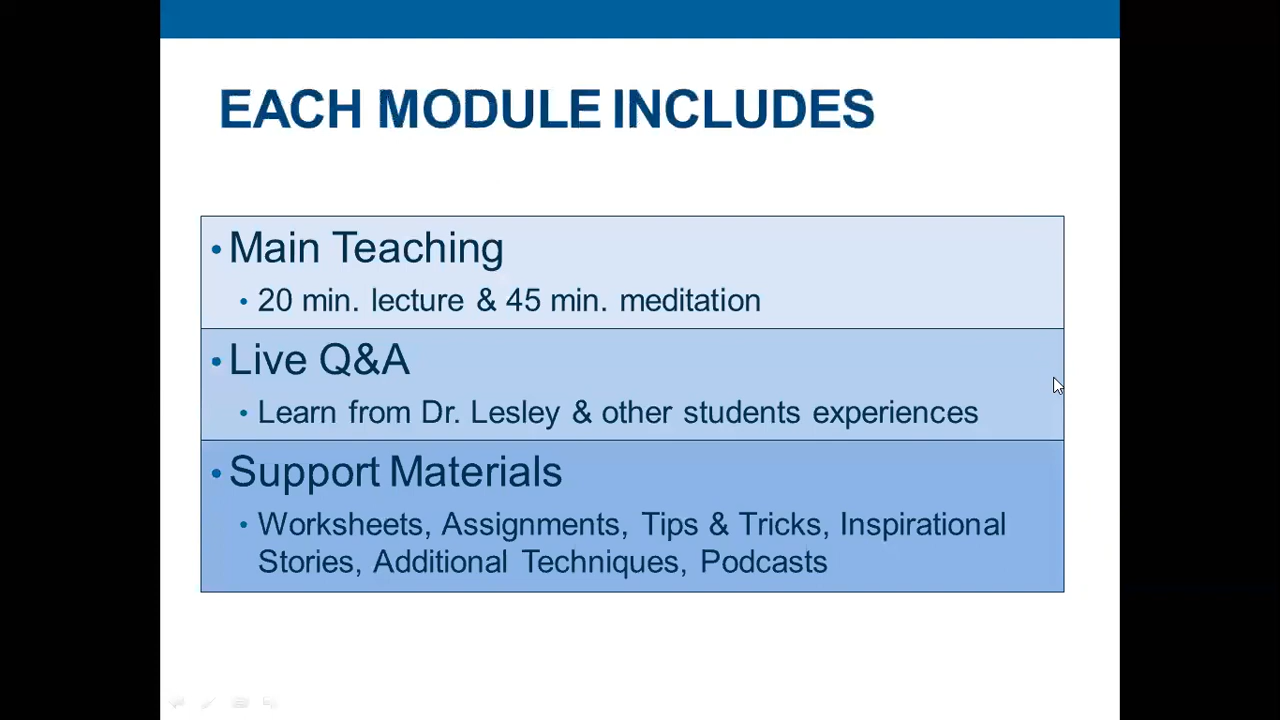 EACH MODULE INCLUDES
• Main Teaching
• 20 min. lecture & 45 min. meditation
• Live Q&A
• Learn from Dr. Lesley & other students experiences
• Support Materials
• Worksheets, Assignments, Tips & Tricks, Inspirational
Stories, Additional Techniques, Podcasts